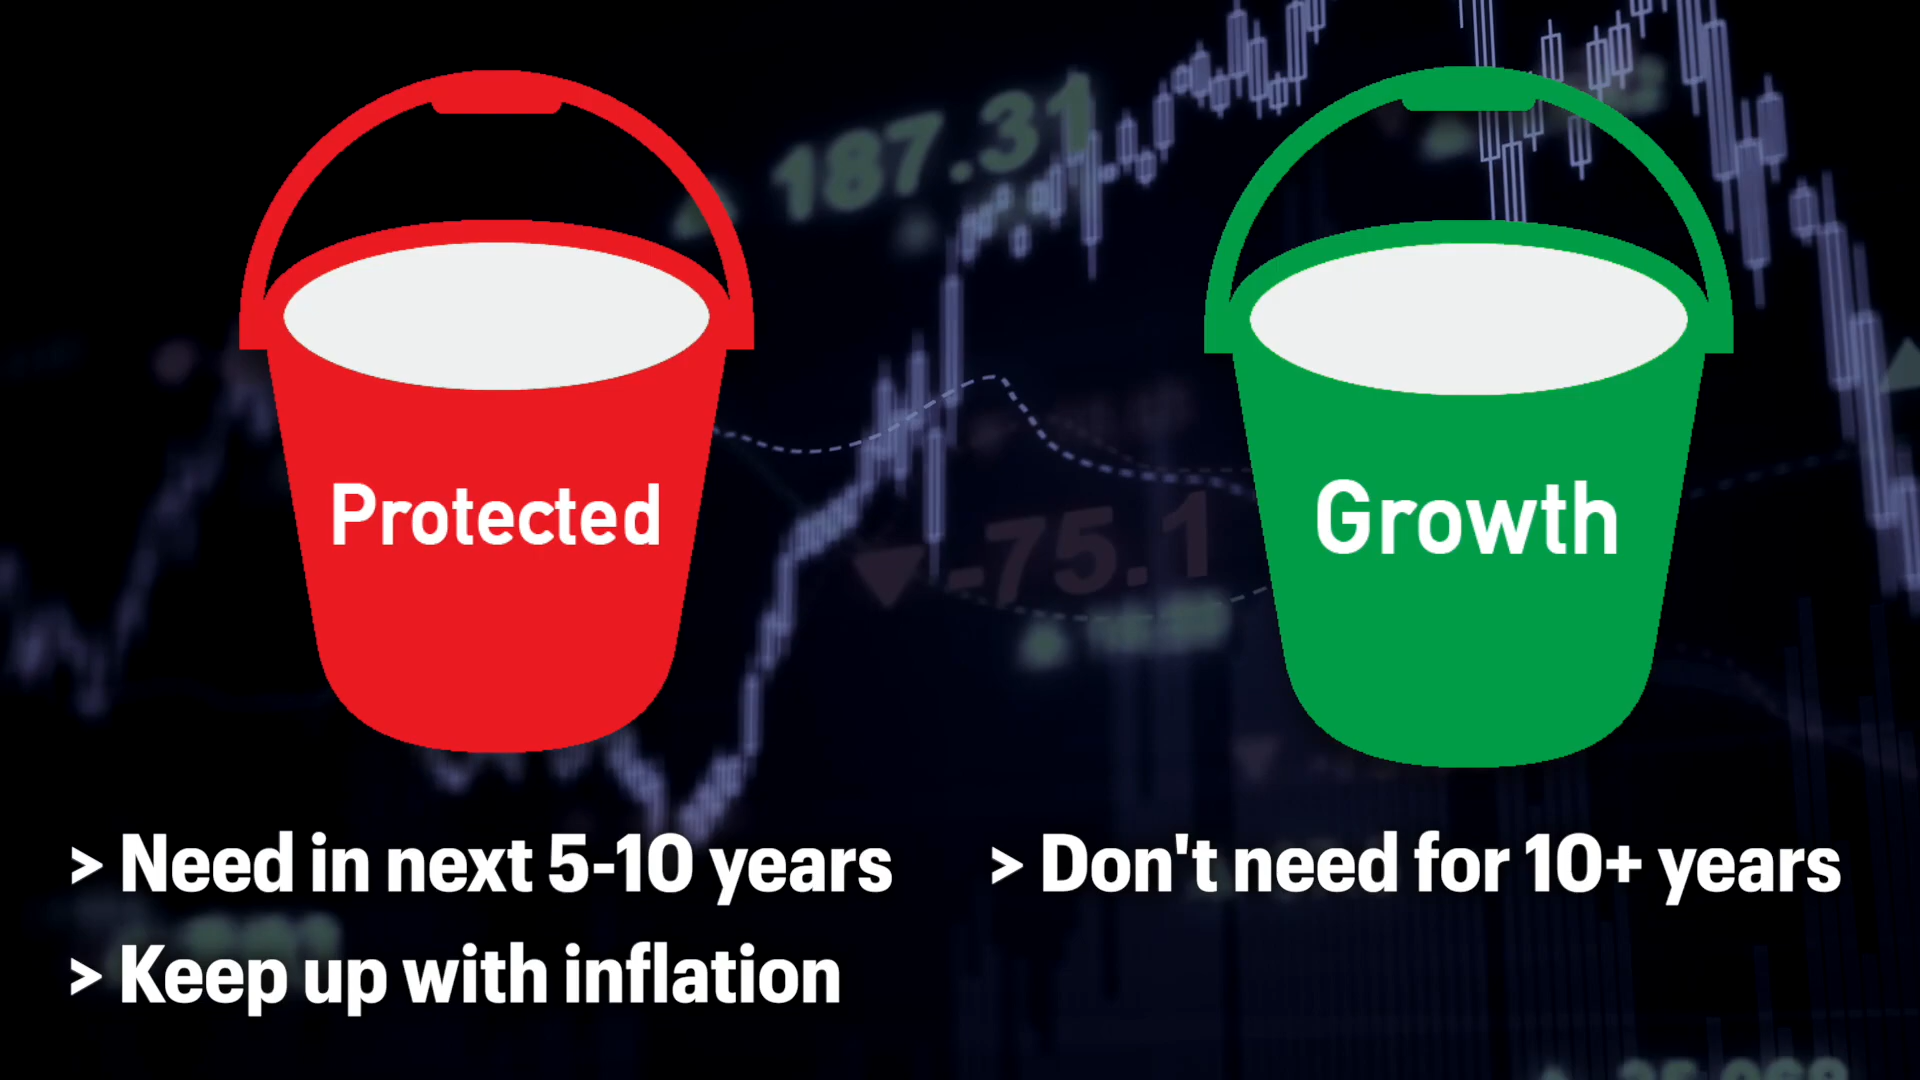 187.31
Protected
Growth
-75.1
> Need in next 5-10 years
> Don't need for 10+ years
> Keep up with inflation